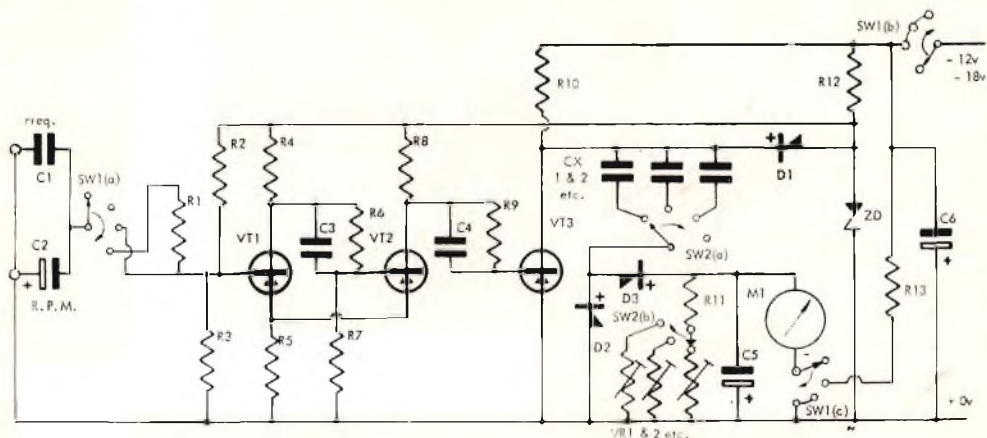 SW1(b)
- 12v
- 18v
R10
R12
freq.
C1
SW1(a)
R1
R2
R4
R8
CX
1 & 2
etc.
D1
C3
R6
C4
R9
VT1
VT2
VT3
ZD
C6
C2
+
R.P.M.
SW2(a)
D3
+
R11
M1
R13
+
D2
SW2(b)
R3
R5
R7
C5
+
-
SW1(c)
+ 0v
VR1 & 2 etc.